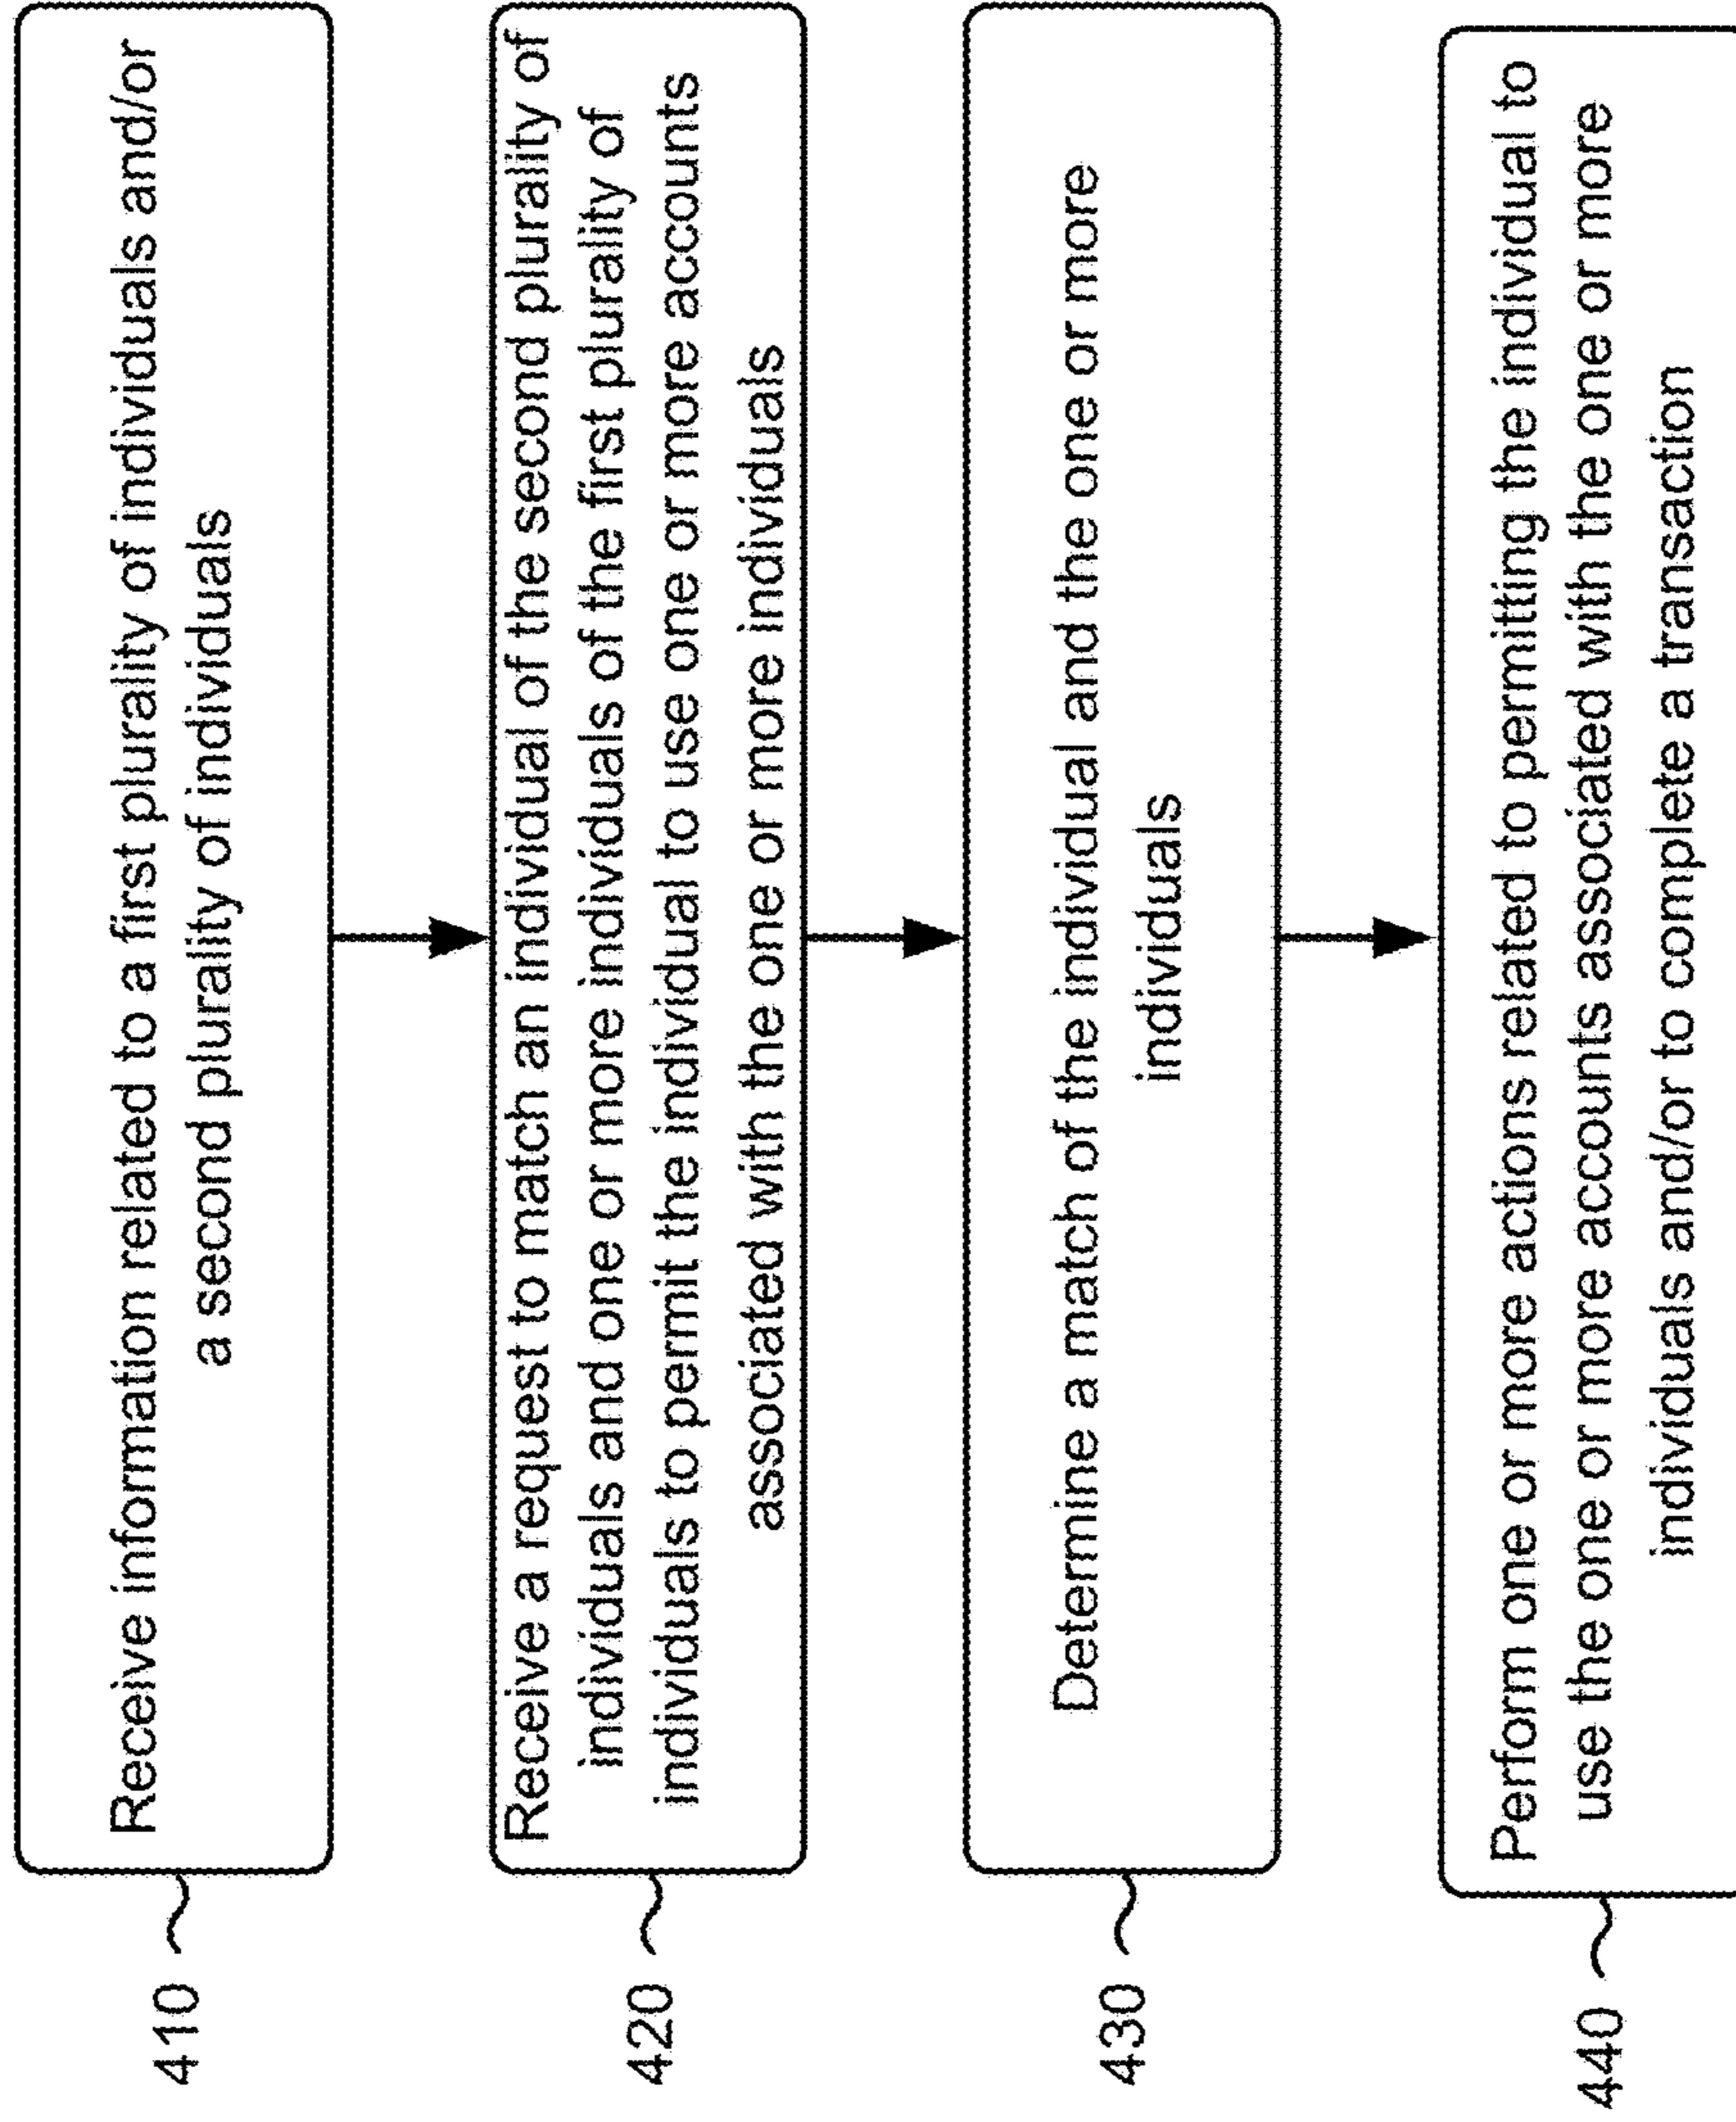 410
Receive information related to a first plurality of individuals and/or
a second plurality of individuals
420
Receive a request to match an individual of the second plurality of
individuals and one or more individuals of the first plurality of
individuals to permit the individual to use one or more accounts
associated with the one or more individuals
430
Determine a match of the individual and the one or more
individuals
440
Perform one or more actions related to permitting the individual to
use the one or more accounts associated with the one or more
individuals and/or to complete a transaction